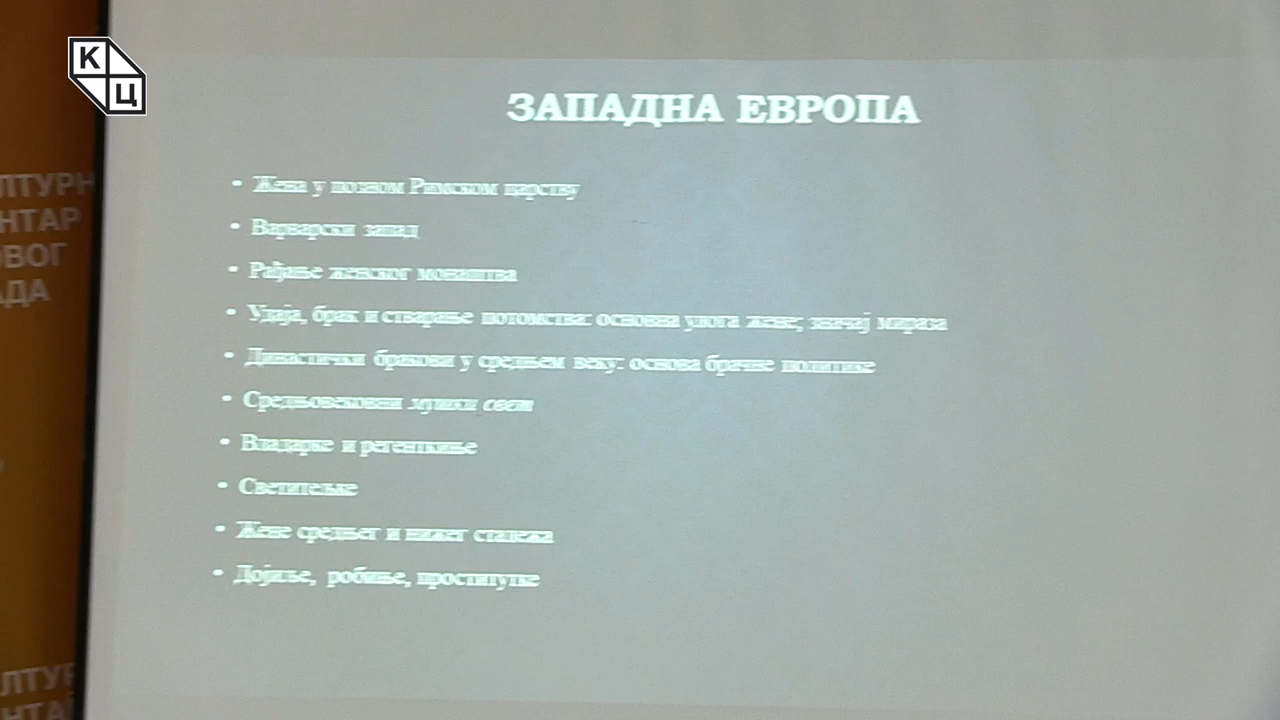 К
Ц
ЛТУРН
НТАР
ОВОГ
АДА
ЗАПАДНА ЕВРОПА
• Жена у позном Римском царству
• Варварски запад
• Рађање женског монаштва
• Удаја, брак и стварање потомства: основна улога жене; значај мираза
• Династички бракови у средњем веку: основа брачне политике
• Средњовековни мушки свет
• Владарке и регенткиње
• Светитељке
• Жене средњег и нижег сталежа
• Дојиље, робиње, проститутке
ЛТУР
НТА